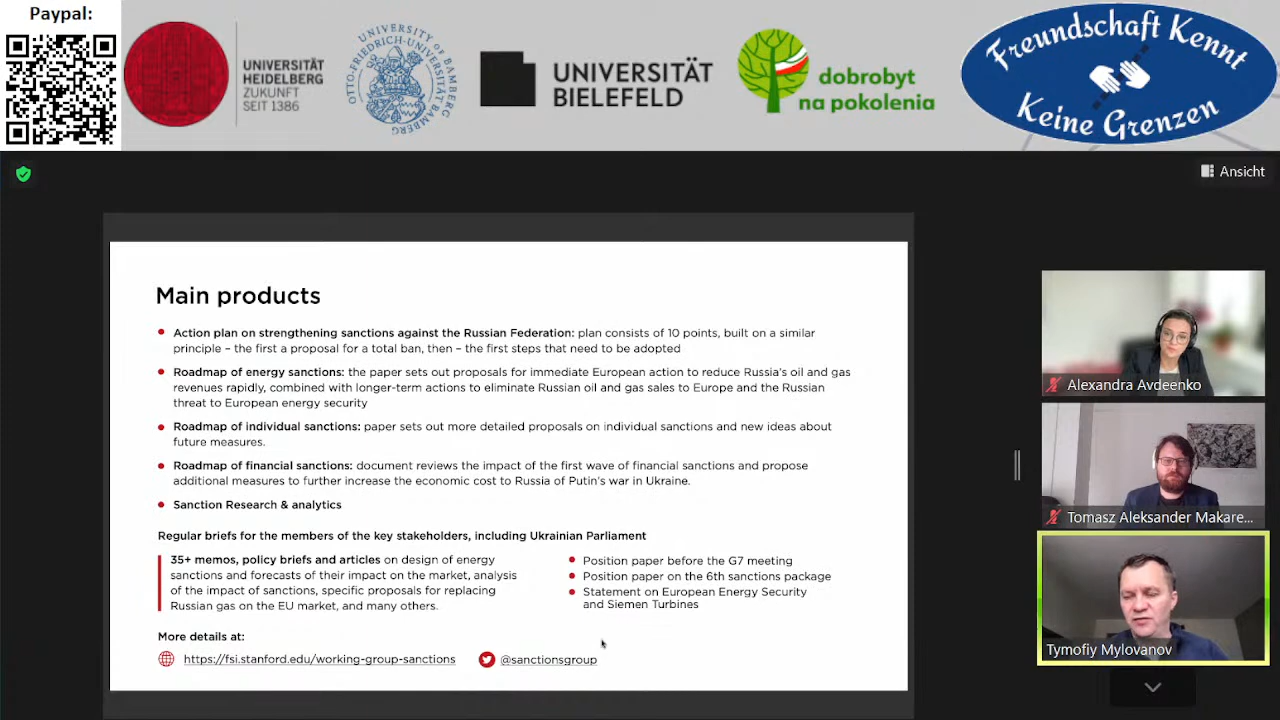 Paypal:
UNIVERSITÄT
HEIDELBERG
ZUKUNFT
SEIT 1386
OTTO-FRIEDRICH-UNIVERSITÄT BAMBERG
UNIVERSITY OF BAMBERG
UNIVERSITÄT
BIELEFELD
dobrobyt
na pokolenia
Freundschaft Kennt
Keine Grenzen
Ansicht
Main products
Action plan on strengthening sanctions against the Russian Federation: plan consists of 10 points, built on a similar
principle – the first a proposal for a total ban, then – the first steps that need to be adopted
Roadmap of energy sanctions: the paper sets out proposals for immediate European action to reduce Russia's oil and gas
revenues rapidly, combined with longer-term actions to eliminate Russian oil and gas sales to Europe and the Russian
threat to European energy security
Roadmap of individual sanctions: paper sets out more detailed proposals on individual sanctions and new ideas about
future measures.
Roadmap of financial sanctions: document reviews the impact of the first wave of financial sanctions and propose
additional measures to further increase the economic cost to Russia of Putin's war in Ukraine.
Sanction Research & analytics
Regular briefs for the members of the key stakeholders, including Ukrainian Parliament
35+ memos, policy briefs and articles on design of energy
sanctions and forecasts of their impact on the market, analysis
of the impact of sanctions, specific proposals for replacing
Russian gas on the EU market, and many others.
Position paper before the G7 meeting
Position paper on the 6th sanctions package
Statement on European Energy Security
and Siemen Turbines
More details at:
https://fsi.stanford.edu/working-group-sanctions
@sanctionsgroup
Alexandra Avdeenko
Tomasz Aleksander Makare...
Tymofiy Mylovanov